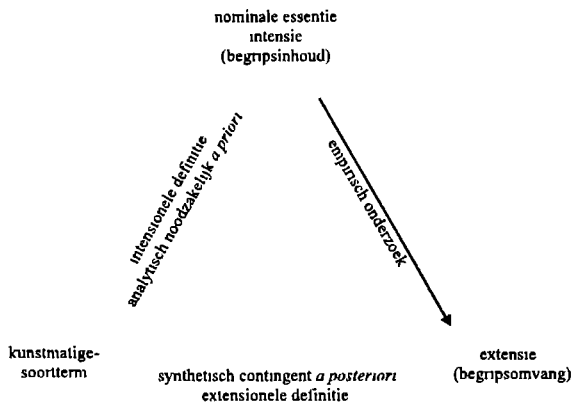 nominale essentie
intensie
(begripsinhoud)
intensionele definitie
analytisch noodzakelijk a priori
empirisch onderzoek
kunstmatige-
soortterm
synthetisch contingent a posteriori
extensionele definitie
extensie
(begripsomvang)